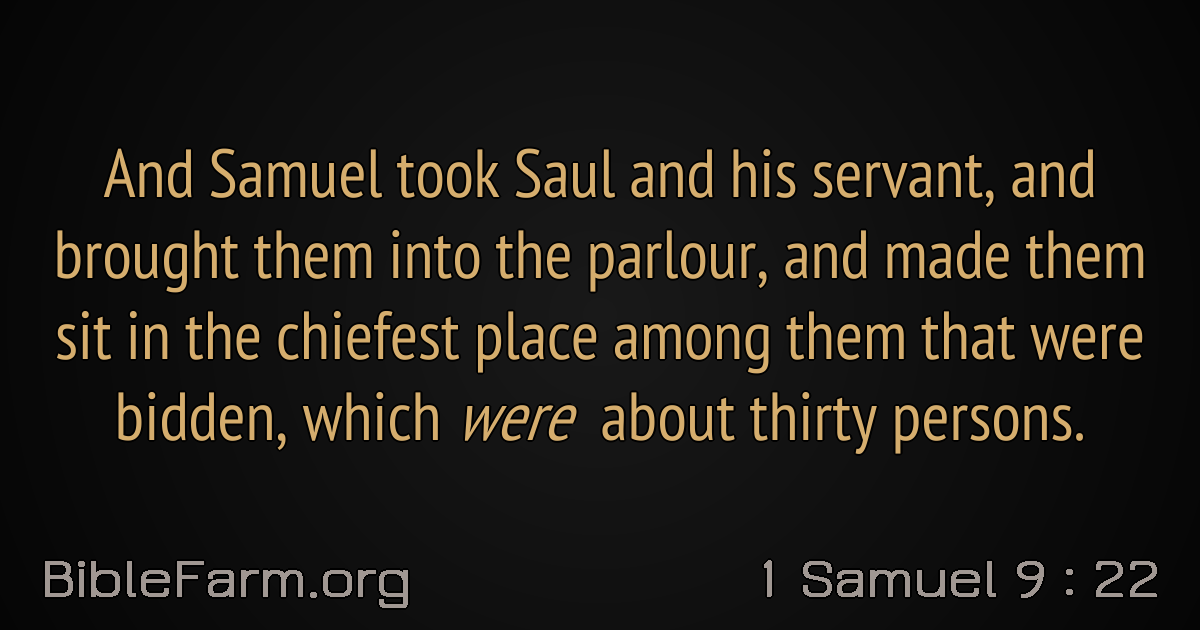 And Samuel took Saul and his servant, and
brought them into the parlour, and made them
sit in the chiefest place among them that were
bidden, which were about thirty persons.
BibleFarm.org
1 Samuel 9 : 22